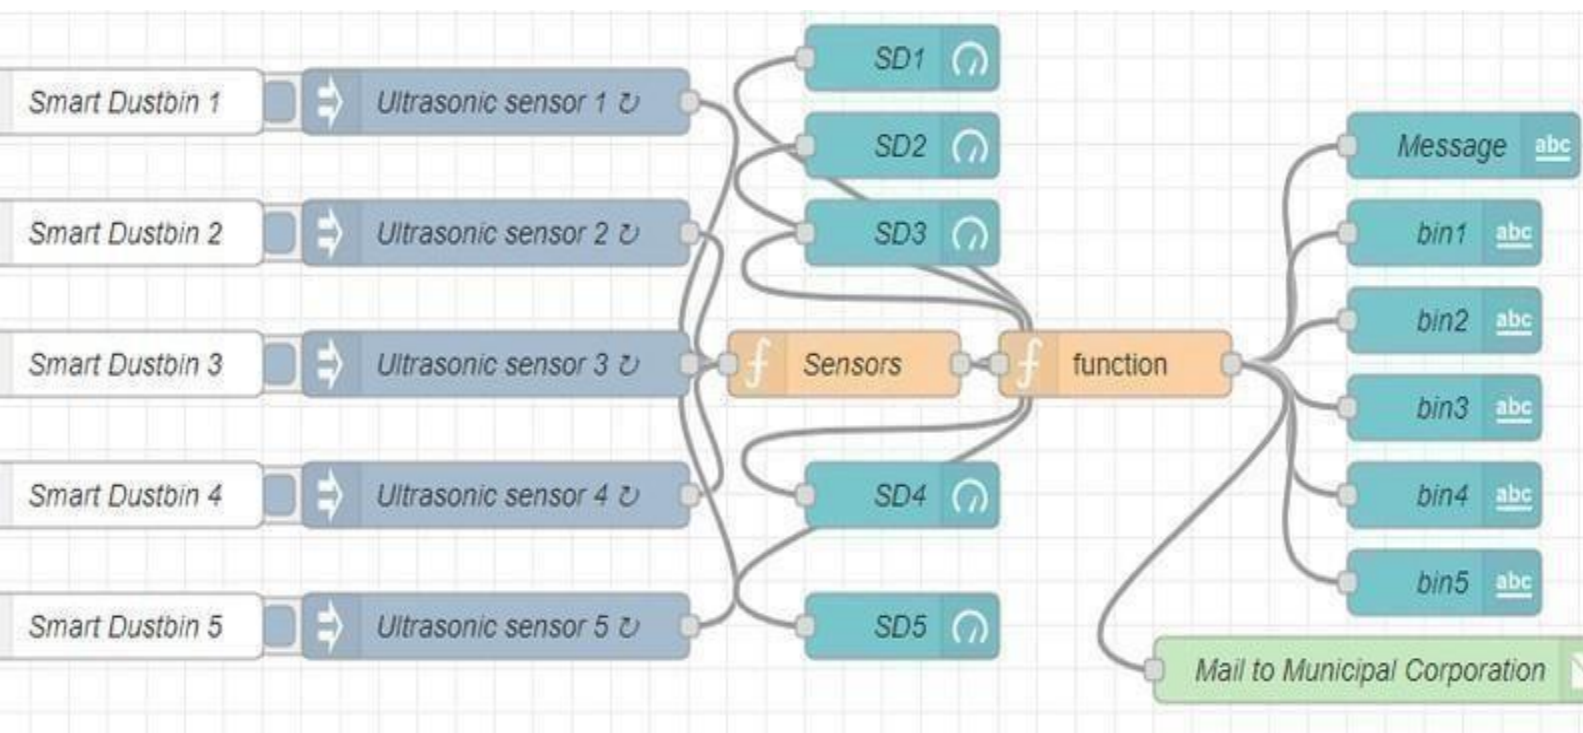 Smart Dustbin 1
Ultrasonic sensor 1 ↻
Smart Dustbin 2
Ultrasonic sensor 2 ↻
Smart Dustbin 3
Ultrasonic sensor 3 ↻
Smart Dustbin 4
Ultrasonic sensor 4 ↻
Smart Dustbin 5
Ultrasonic sensor 5 ↻
SD1
SD2
SD3
f Sensors
f function
SD4
SD5
Message abc
bin1 abc
bin2 abc
bin3 abc
bin4 abc
bin5 abc
Mail to Municipal Corporation